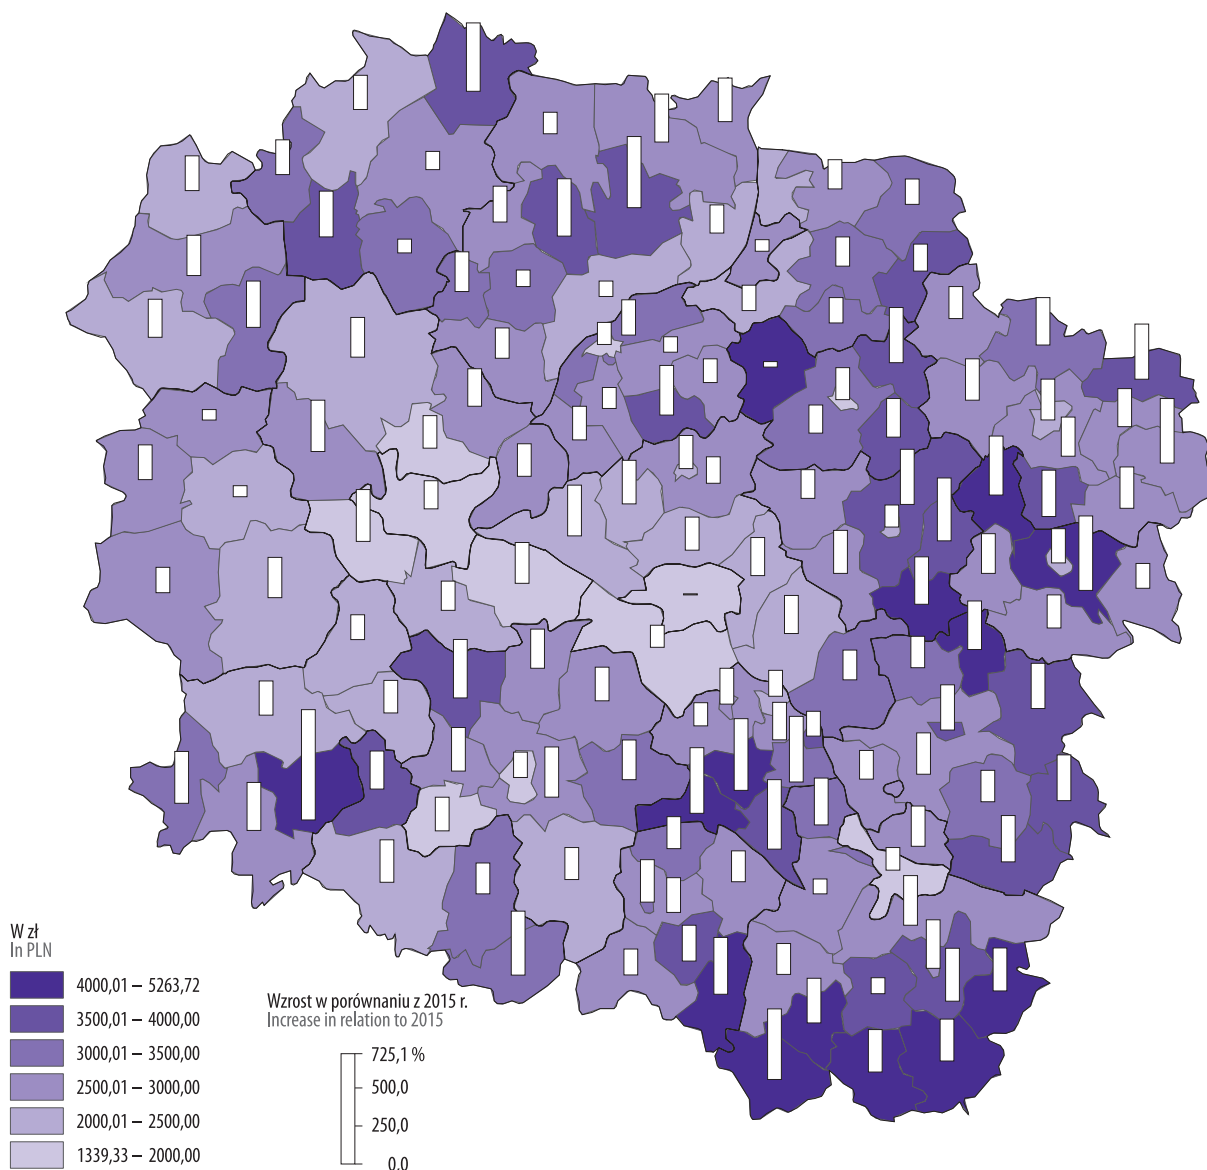 W zł
In PLN
4000,01 – 5263,72
3500,01 – 4000,00
3000,01 – 3500,00
2500,01 – 3000,00
2000,01 – 2500,00
1339,33 – 2000,00
Wzrost w porównaniu z 2015 r.
Increase in relation to 2015
725,1 %
500,0
250,0
0,0